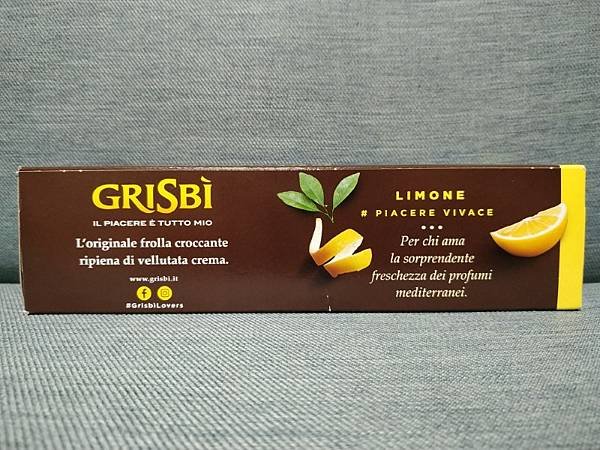 GRISBÌ
IL PIACERE È TUTTO MIO
L'originale frolla croccante
ripiena di vellutata crema.
www.grisbi.it
#GrisbìLovers
LIMONE
# PIACERE VIVACE
Per chi ama
la sorprendente
freschezza dei profumi
mediterranei.